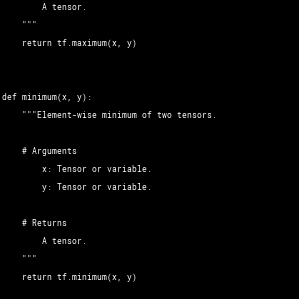 A tensor.
    """
    return tf.maximum(x, y)


def minimum(x, y):
    """Element-wise minimum of two tensors.

    # Arguments
        x: Tensor or variable.
        y: Tensor or variable.

    # Returns
        A tensor.
    """
    return tf.minimum(x, y)